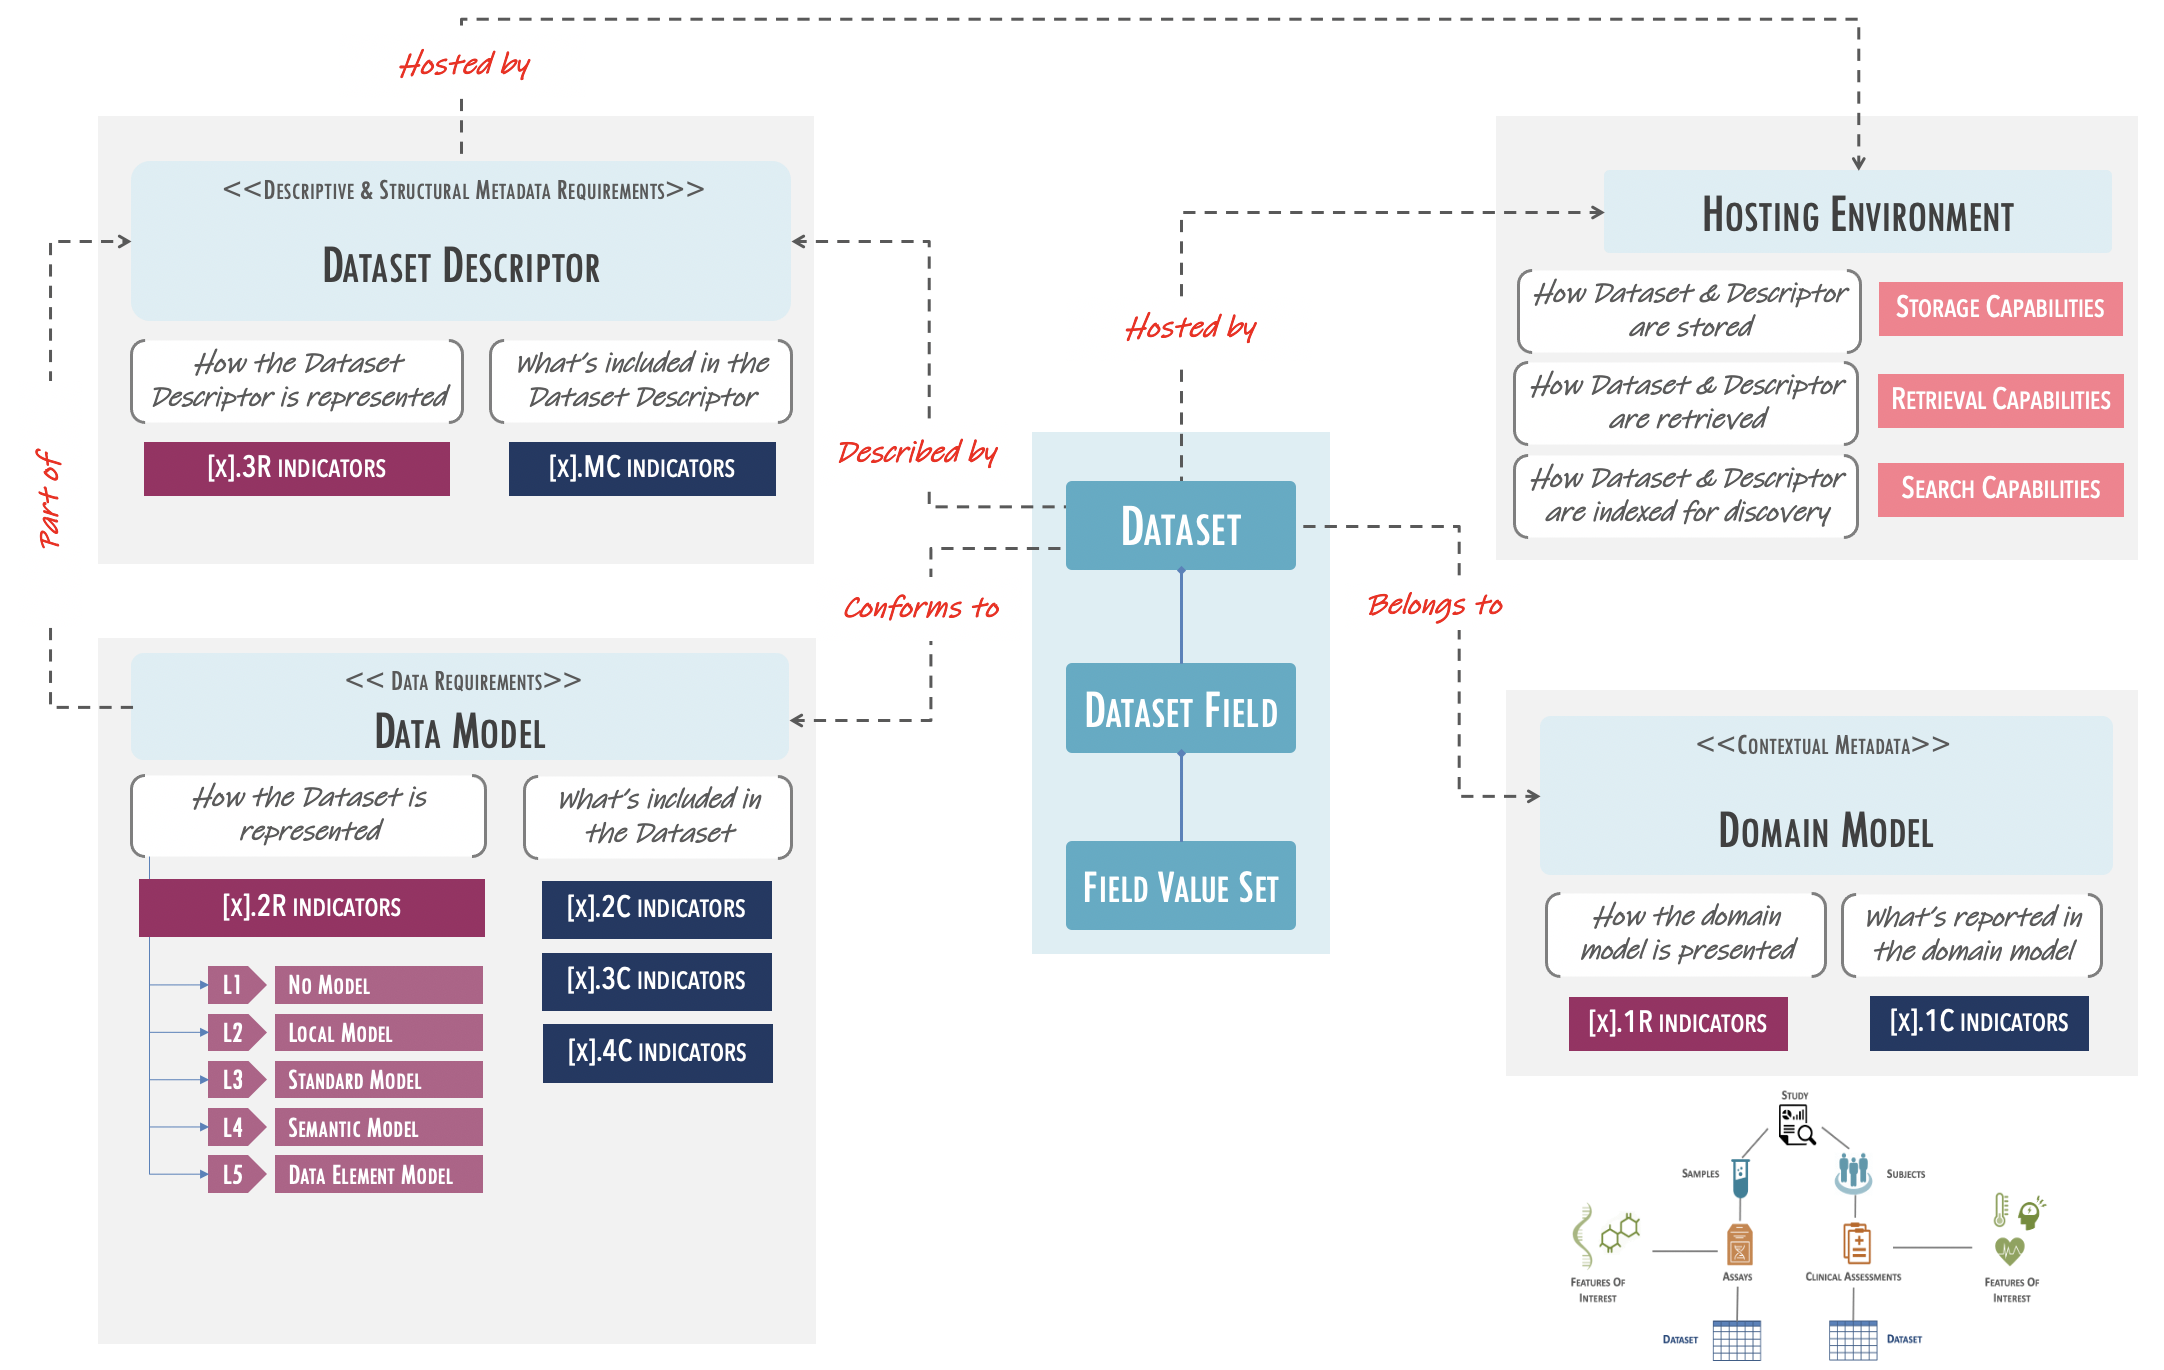 Hosted by
<<Descriptive & Structural Metadata Requirements>>
Dataset Descriptor
How the Dataset
Descriptor is represented
What's included in the
Dataset Descriptor
[x].3R indicators
[x].MC indicators
Part of
Described by
Hosted by
Hosting Environment
How Dataset & Descriptor
are stored
Storage Capabilities
How Dataset & Descriptor
are retrieved
Retrieval Capabilities
How Dataset & Descriptor
are indexed for discovery
Search Capabilities
Dataset
Dataset Field
Field Value Set
Conforms to
Belongs to
<< Data Requirements>>
Data Model
How the Dataset is
represented
What's included in
the Dataset
[x].2R indicators
L1 No Model
L2 Local Model
L3 Standard Model
L4 Semantic Model
L5 Data Element Model
[x].2C indicators
[x].3C indicators
[x].4C indicators
<<Contextual Metadata>>
Domain Model
How the domain
model is presented
What's reported in
the domain model
[x].1R indicators
[x].1C indicators
Study
Samples
Subjects
Features Of
Interest
Assays
Clinical Assessments
Features Of
Interest
Dataset
Dataset